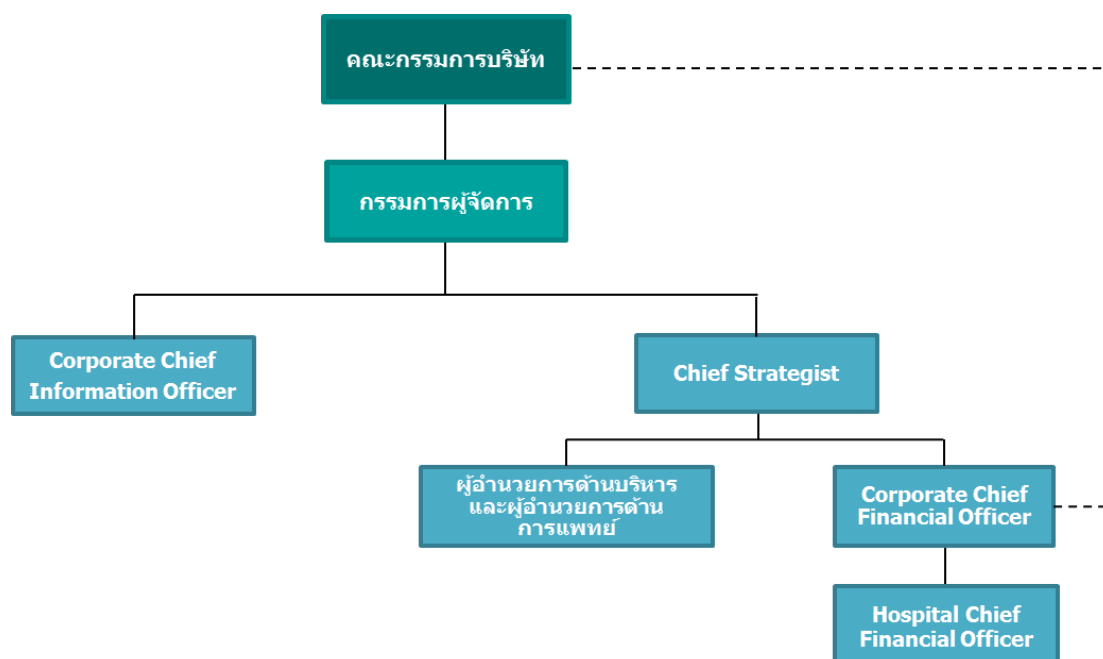 คณะกรรมการบริษัท
กรรมการผู้จัดการ
Corporate Chief
Information Officer
Chief Strategist
ผู้อำนวยการด้านบริหาร
และผู้อำนวยการด้าน
การแพทย์
Corporate Chief
Financial Officer
Hospital Chief
Financial Officer